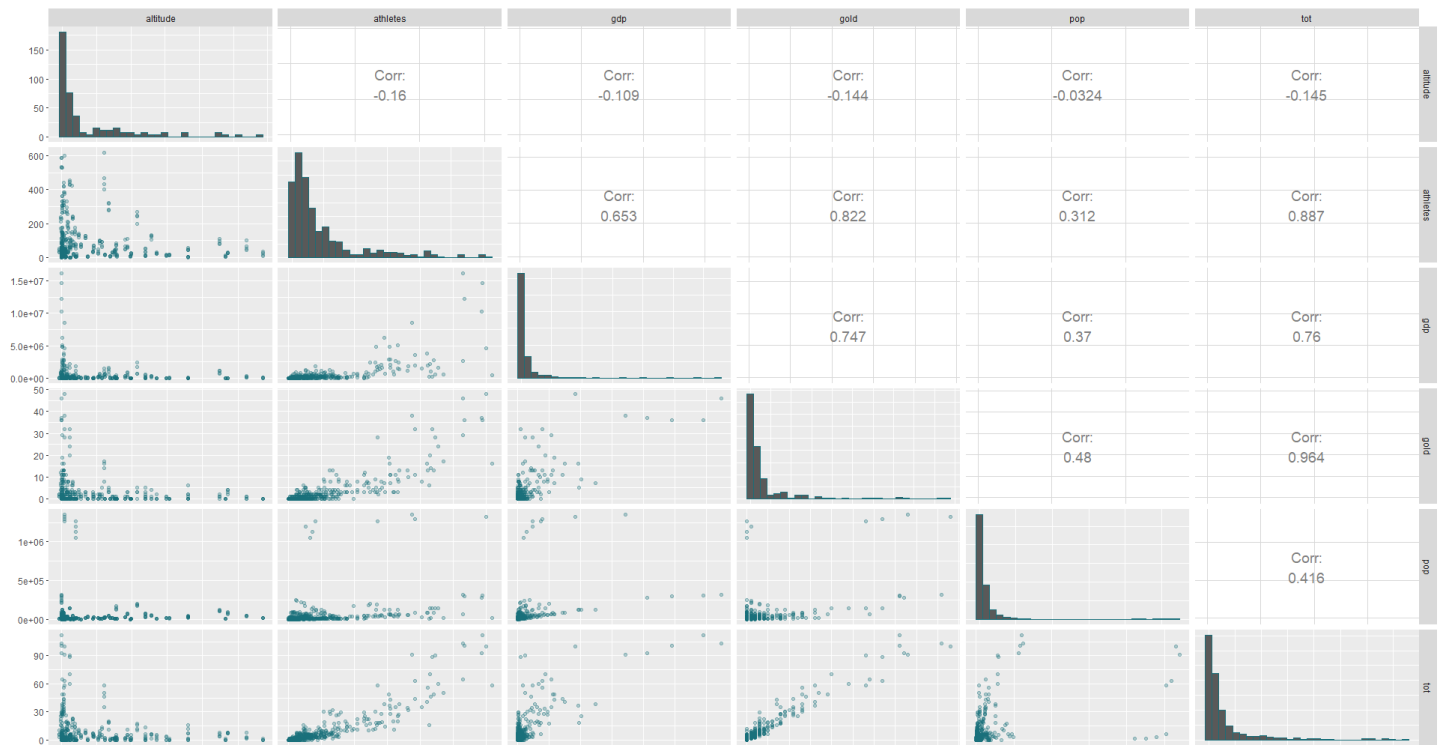 altitude athletes gdp gold pop tot
150
100
50
0
Corr:
-0.16
Corr:
-0.109
Corr:
-0.144
Corr:
-0.0324
Corr:
-0.145
altitude
600
400
200
0
Corr:
0.653
Corr:
0.822
Corr:
0.312
Corr:
0.887
athletes
1.5e+07
1.0e+07
5.0e+06
0.0e+00
Corr:
0.747
Corr:
0.37
Corr:
0.76
gdp
50
40
30
20
10
0
Corr:
0.48
Corr:
0.964
gold
1e+06
5e+05
0e+00
Corr:
0.416
pop
90
60
30
0
tot